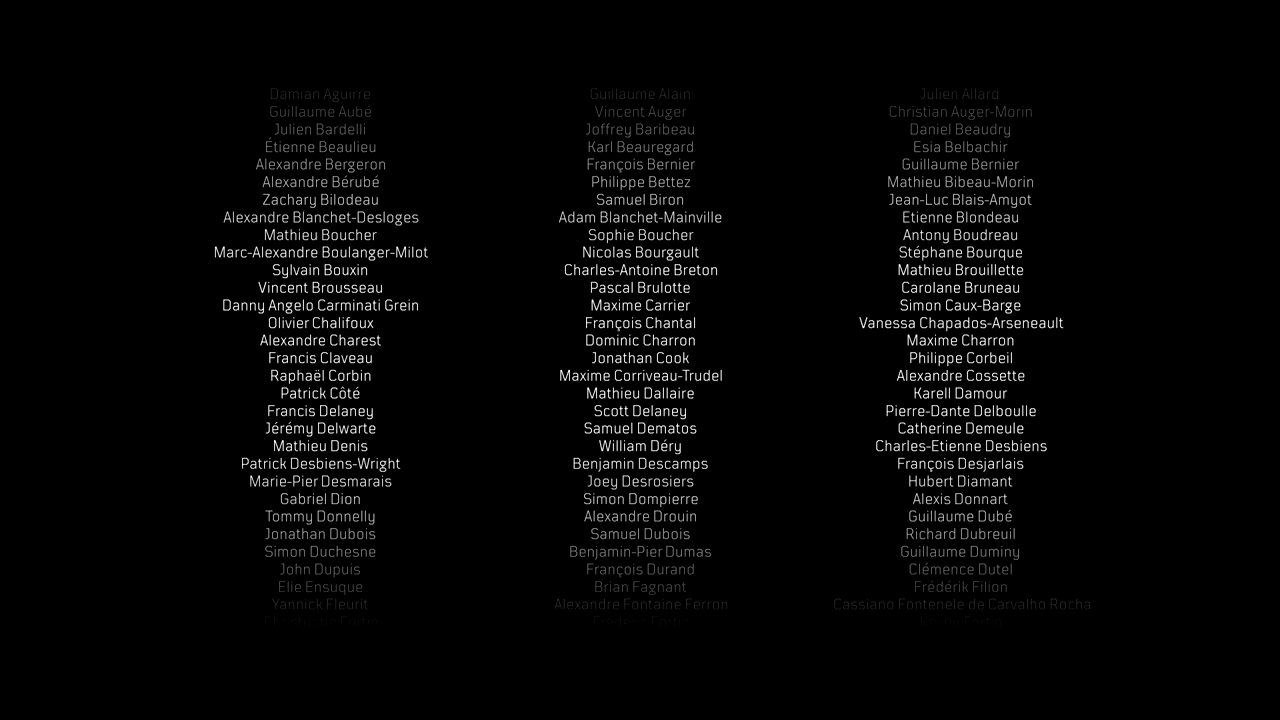 Damian Aguirre Guillaume Alain Julien Allard
Guillaume Aubé Vincent Auger Christian Auger-Morin
Julien Bardelli Joffrey Baribeau Daniel Beaudry
Étienne Beaulieu Karl Beauregard Esia Belbachir
Alexandre Bergeron François Bernier Guillaume Bernier
Alexandre Bérubé Philippe Bettez Mathieu Bibeau-Morin
Zachary Bilodeau Samuel Biron Jean-Luc Blais-Amyot
Alexandre Blanchet-Desloges Adam Blanchet-Mainville Etienne Blondeau
Mathieu Boucher Sophie Boucher Antony Boudreau
Marc-Alexandre Boulanger-Milot Nicolas Bourgault Stéphane Bourque
Sylvain Bouxin Charles-Antoine Breton Mathieu Brouillette
Vincent Brousseau Pascal Brulotte Carolane Bruneau
Danny Angelo Carminati Grein Maxime Carrier Simon Caux-Barge
Olivier Chalifoux François Chantal Vanessa Chapados-Arseneault
Alexandre Charest Dominic Charron Maxime Charron
Francis Claveau Jonathan Cook Philippe Corbeil
Raphaël Corbin Maxime Corriveau-Trudel Alexandre Cossette
Patrick Côté Mathieu Dallaire Karell Damour
Francis Delaney Scott Delaney Pierre-Dante Delboulle
Jérémy Delwarte Samuel Dematos Catherine Demeule
Mathieu Denis William Déry Charles-Etienne Desbiens
Patrick Desbiens-Wright Benjamin Descamps François Desjarlais
Marie-Pier Desmarais Joey Desrosiers Hubert Diamant
Gabriel Dion Simon Dompierre Alexis Donnart
Tommy Donnelly Alexandre Drouin Guillaume Dubé
Jonathan Dubois Samuel Dubois Richard Dubreuil
Simon Duchesne Benjamin-Pier Dumas Guillaume Duminy
John Dupuis François Durand Clémence Dutel
Elie Ensuque Brian Fagnant Frédérik Filion
Yannick Fleurit Alexandre Fontaine Ferron Cassiano Fontenele de Carvalho Rocha